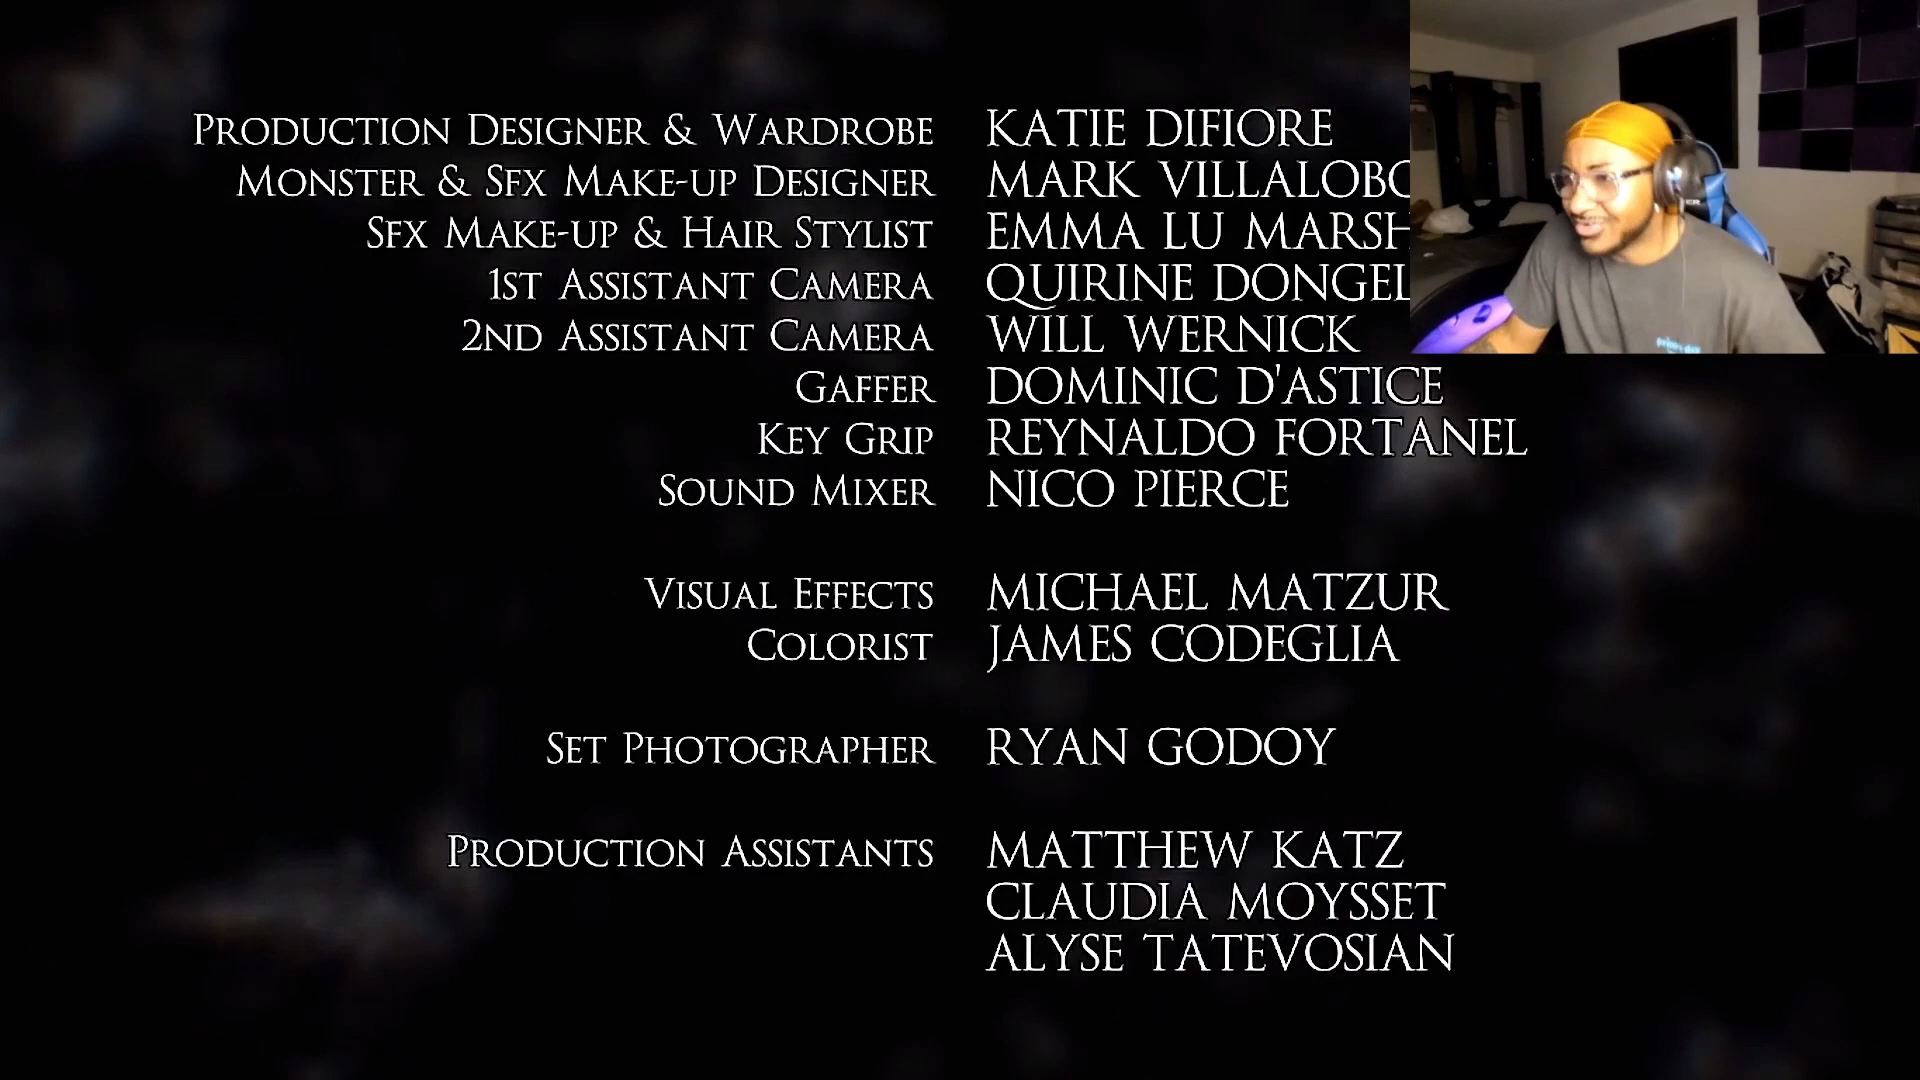 Production Designer & Wardrobe KATIE DIFIORE
Monster & Sfx Make-up Designer MARK
Sfx Make-up & Hair Stylist EMMA LU
1st Assistant Camera QUIRINE
2nd Assistant Camera WILL WERNICK
Gaffer DOMINIC D'ASTICE
Key Grip REYNALDO FORTANEL
Sound Mixer NICO PIERCE
Visual Effects MICHAEL MATZUR
Colorist JAMES CODEGLIA
Set Photographer RYAN GODOY
Production Assistants MATTHEW KATZ
CLAUDIA MOYSSET
ALYSE TATEVOSIAN